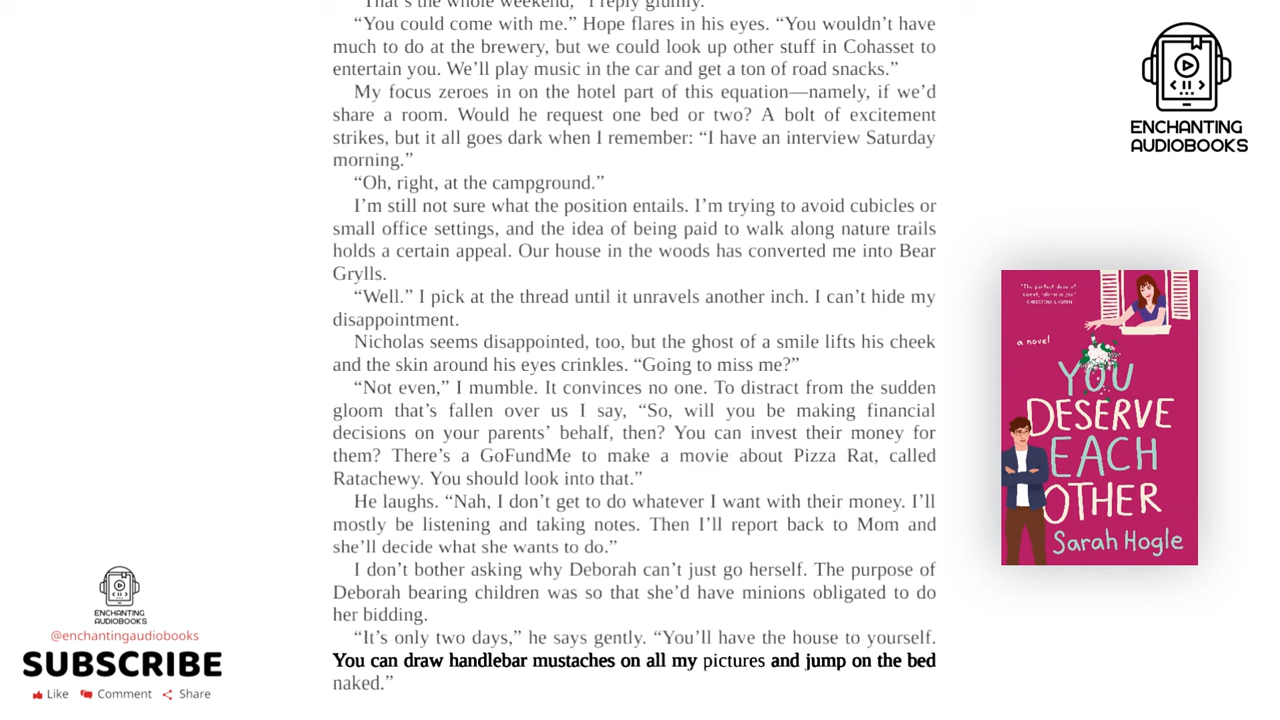 "That's the whole weekend," I reply glumly.
"You could come with me." Hope flares in his eyes. "You wouldn't have
much to do at the brewery, but we could look up other stuff in Cohasset to
entertain you. We'll play music in the car and get a ton of road snacks."
My focus zeroes in on the hotel part of this equation—namely, if we'd
share a room. Would he request one bed or two? A bolt of excitement
strikes, but it all goes dark when I remember: "I have an interview Saturday
morning."
"Oh, right, at the campground."
I'm still not sure what the position entails. I'm trying to avoid cubicles or
small office settings, and the idea of being paid to walk along nature trails
holds a certain appeal. Our house in the woods has converted me into Bear
Grylls.
"Well." I pick at the thread until it unravels another inch. I can't hide my
disappointment.
Nicholas seems disappointed, too, but the ghost of a smile lifts his cheek
and the skin around his eyes crinkles. "Going to miss me?"
"Not even," I mumble. It convinces no one. To distract from the sudden
gloom that's fallen over us I say, "So, will you be making financial
decisions on your parents' behalf, then? You can invest their money for
them? There's a GoFundMe to make a movie about Pizza Rat, called
Ratachewy. You should look into that."
He laughs. "Nah, I don't get to do whatever I want with their money. I'll
mostly be listening and taking notes. Then I'll report back to Mom and
she'll decide what she wants to do."
I don't bother asking why Deborah can't just go herself. The purpose of
Deborah bearing children was so that she'd have minions obligated to do
her bidding.
"It's only two days," he says gently. "You'll have the house to yourself.
You can draw handlebar mustaches on all my pictures and jump on the bed
naked."
ENCHANTING
AUDIOBOOKS
a novel
YOU
DESERVE
EACH
OTHER
Sarah Hogle
ENCHANTING
AUDIOBOOKS
@enchantingaudiobooks
SUBSCRIBE
Like Comment Share